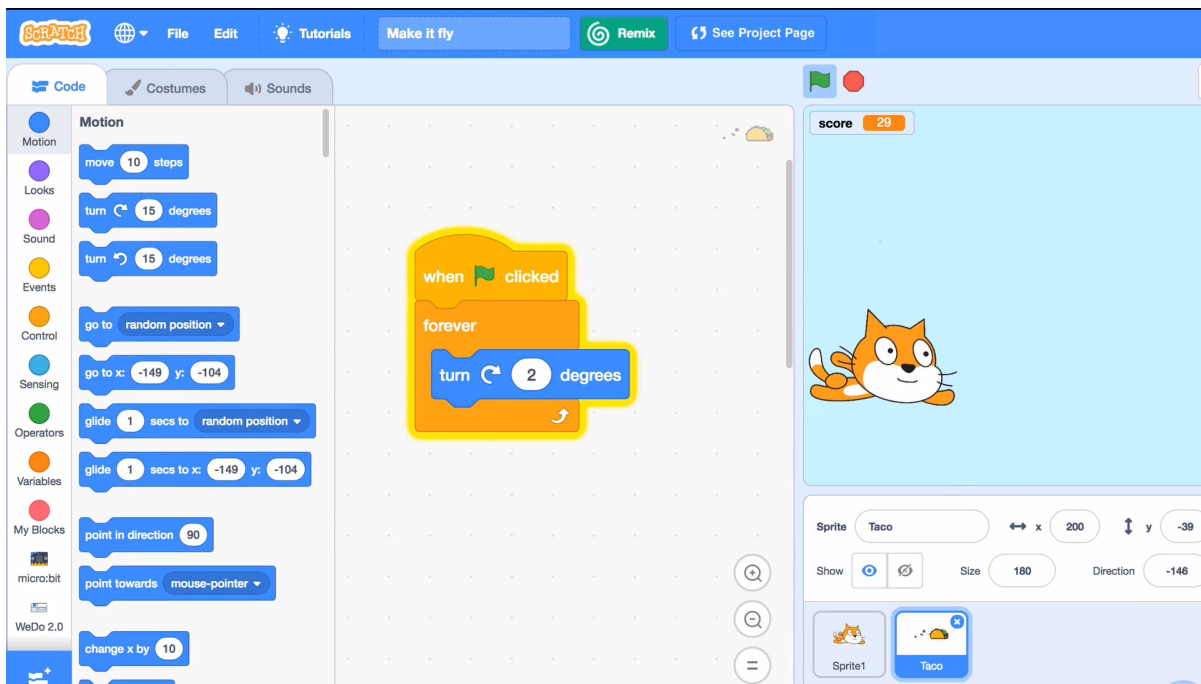 SCRATCH File Edit Tutorials Make it fly Remix See Project Page
Code Costumes Sounds
Motion
Looks
Sound
Events
Control
Sensing
Operators
Variables
My Blocks
micro:bit
WeDo 2.0
Motion
move 10 steps
turn 15 degrees
turn 15 degrees
go to random position
go to x: -149 y: -104
glide 1 secs to random position
glide 1 secs to x: -149 y: -104
point in direction 90
point towards mouse-pointer
change x by 10
when clicked
forever
turn 2 degrees
score 29
Sprite Taco x 200 y -39
Show Size 180 Direction -146
Sprite1 Taco